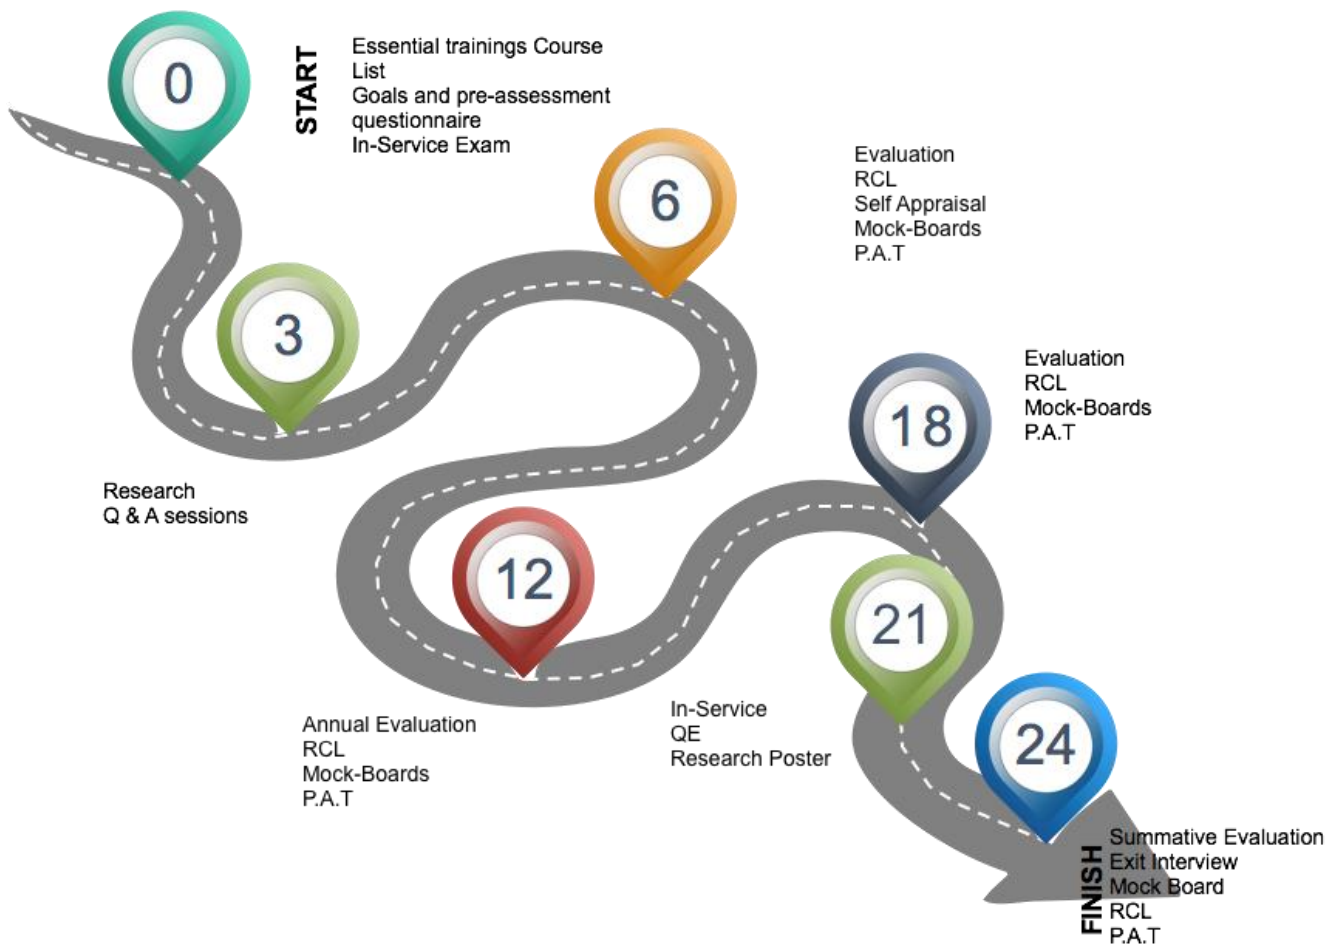 0
START
Essential trainings Course
List
Goals and pre-assessment
questionnaire
In-Service Exam
6
Evaluation
RCL
Self Appraisal
Mock-Boards
P.A.T
3
Research
Q & A sessions
18
Evaluation
RCL
Mock-Boards
P.A.T
12
Annual Evaluation
RCL
Mock-Boards
P.A.T
21
In-Service
QE
Research Poster
24
FINISH
Summative Evaluation
Exit Interview
Mock Board
RCL
P.A.T